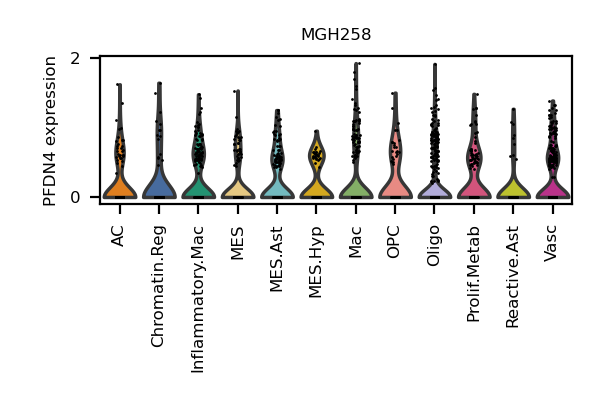 MGH258
PFDN4 expression
2
0
AC
Chromatin.Reg
Inflammatory.Mac
MES
MES.Ast
MES.Hyp
Mac
OPC
Oligo
Prolif.Metab
Reactive.Ast
Vasc